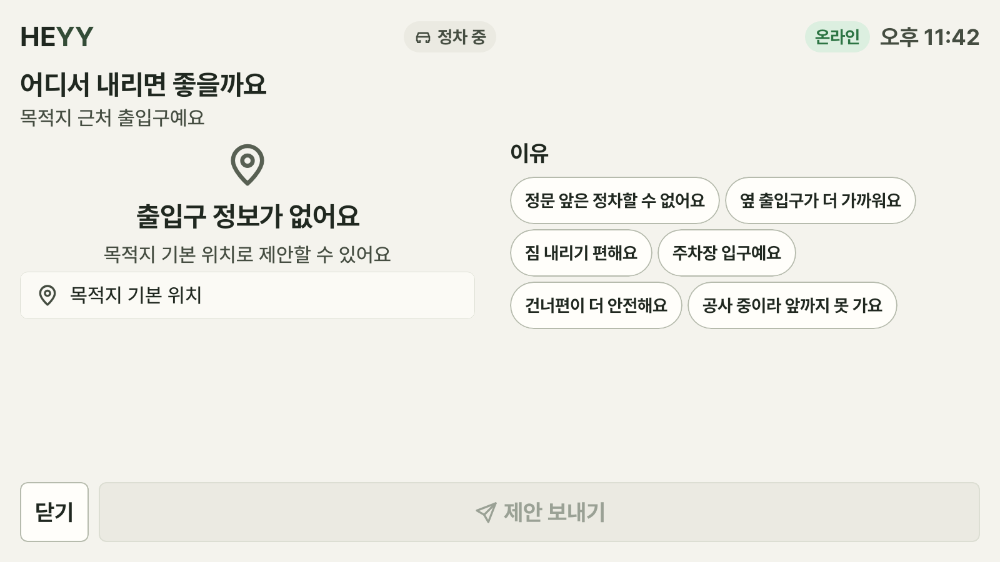 HEYY
정차 중
온라인
오후 11:42
어디서 내리면 좋을까요
목적지 근처 출입구예요
출입구 정보가 없어요
목적지 기본 위치로 제안할 수 있어요
목적지 기본 위치
이유
정문 앞은 정차할 수 없어요
옆 출입구가 더 가까워요
짐 내리기 편해요
주차장 입구예요
건너편이 더 안전해요
공사 중이라 앞까지 못 가요
닫기
제안 보내기